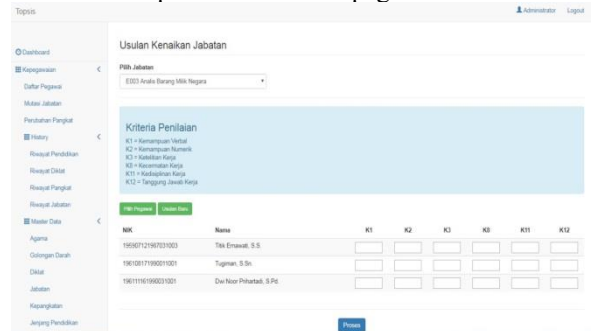 Topsis
Administrator Logout
Usulan Kenaikan Jabatan
Dashboard
Kepegawaian
Daftar Pegawai
Mutasi Jabatan
Perubahan Pangkat
History
Riwayat Pendidikan
Riwayat Diklat
Riwayat Pangkat
Riwayat Jabatan
Master Data
Agama
Golongan Darah
Diklat
Jabatan
Kepangkatan
Jenjang Pendidikan
Pilih Jabatan
E003 Analis Barang Milik Negara
Kriteria Penilaian
K1 = Kemampuan Verbal
K2 = Kemampuan Numerik
K3 = Ketelitian Kerja
K8 = Kecermatan Kerja
K11 = Kedisiplinan Kerja
K12 = Tanggung Jawab Kerja
Pilih Pegawai Usulan Baru
NIK Nama K1 K2 K3 K8 K11 K12
Titik Ernawati, S.S.
Tugiman, S.Sn.
Dwi Noor Prihartadi, S.Pd.
Proses